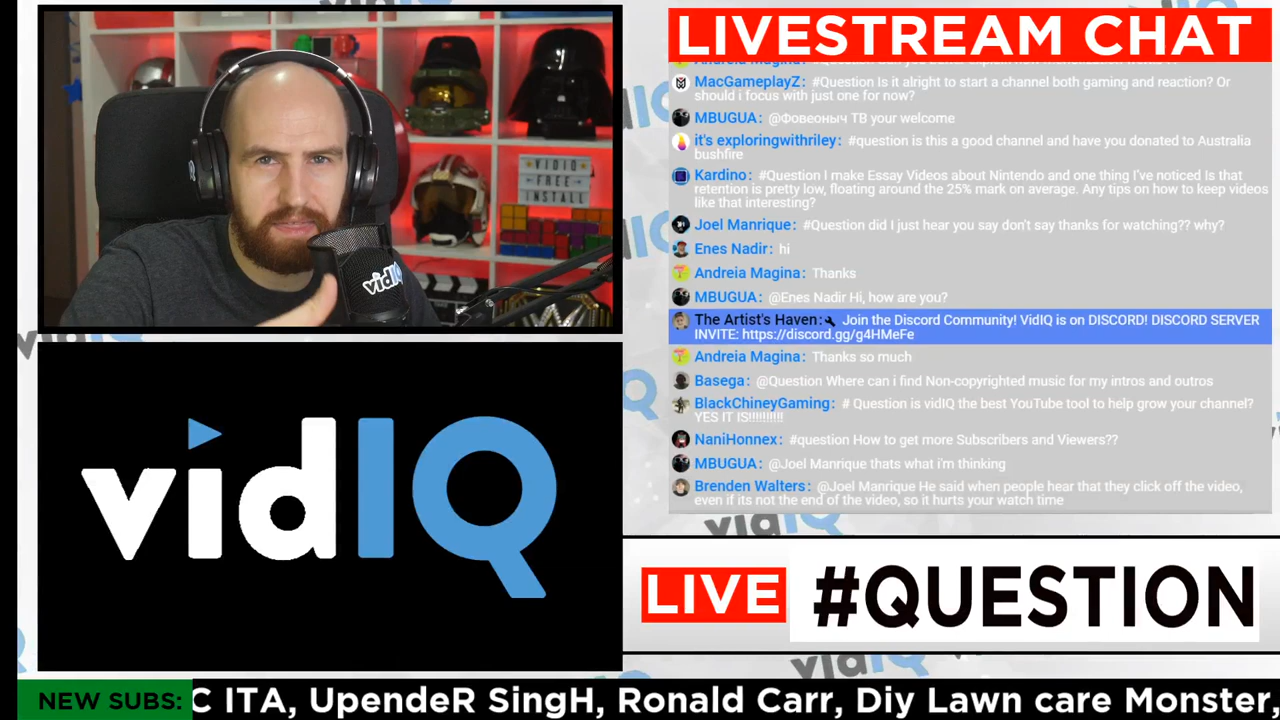 LIVESTREAM CHAT
MacGameplayZ: #Question Is it alright to start a channel both gaming and reaction? Or
should i focus with just one for now?
MBUGUA: @Фовеоныч ТВ your welcome
it's exploringwithriley: #question is this a good channel and have you donated to Australia
bushfire
Kardino: #Question I make Essay Videos about Nintendo and one thing I've noticed Is that
retention is pretty low, floating around the 25% mark on average. Any tips on how to keep videos
like that interesting?
Joel Manrique: #Question did I just hear you say don't say thanks for watching?? why?
Enes Nadir: hi
Andreia Magina: Thanks
MBUGUA: @Enes Nadir Hi, how are you?
The Artist's Haven: Join the Discord Community! VidIQ is on DISCORD! DISCORD SERVER
INVITE: https://discord.gg/g4HMeFe
Andreia Magina: Thanks so much
Basega: @Question Where can i find Non-copyrighted music for my intros and outros
BlackChineyGaming: # Question is vidIQ the best YouTube tool to help grow your channel?
YES IT IS!!!!!!!!!!
NaniHonnex: #question How to get more Subscribers and Viewers??
MBUGUA: @Joel Manrique thats what i'm thinking
Brenden Walters: @Joel Manrique He said when people hear that they click off the video,
even if its not the end of the video, so it hurts your watch time
VIDIQ
FREE
INSTALL
vidIQ
vidIQ
LIVE #QUESTION
NEW SUBS: C ITA, UpendeR SingH, Ronald Carr, Diy Lawn care Monster,